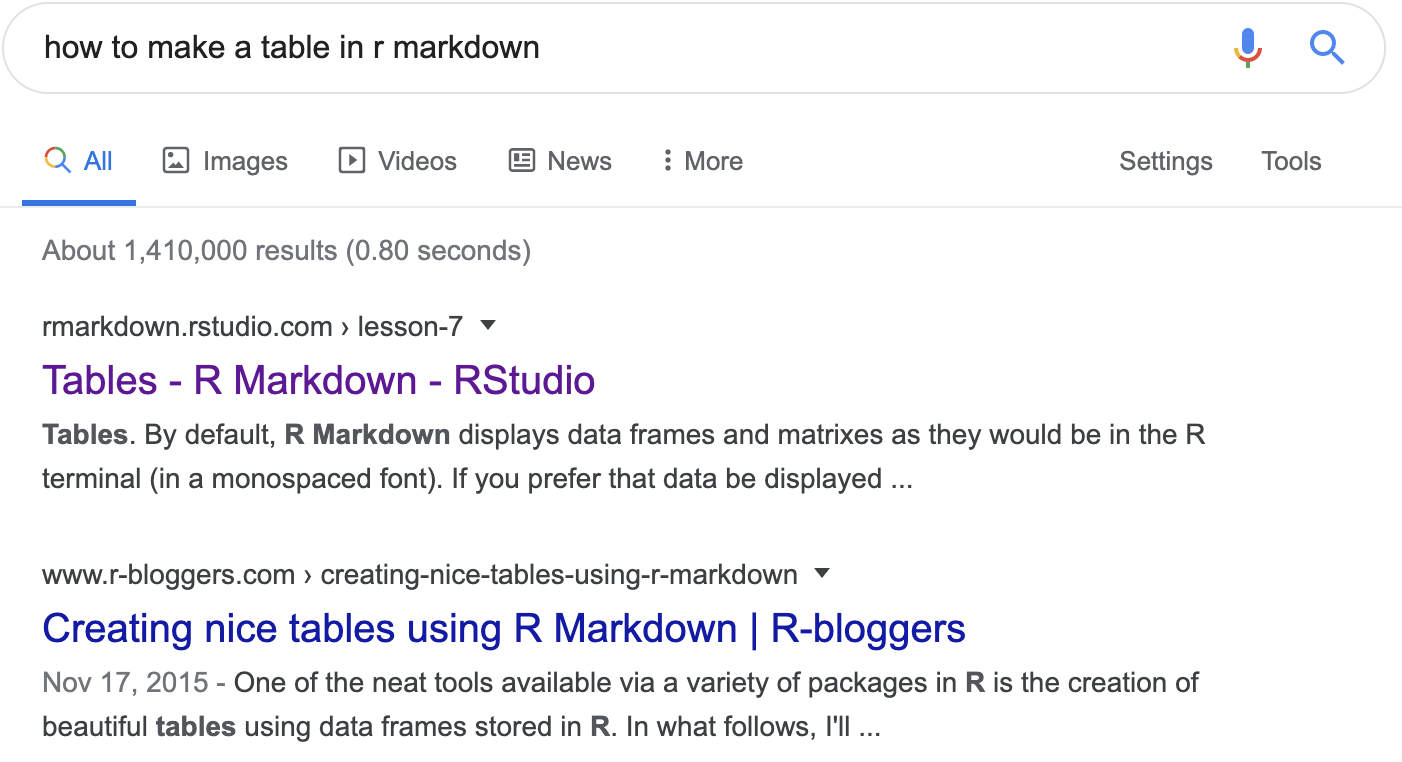 how to make a table in r markdown
All Images Videos News More Settings Tools
About 1,410,000 results (0.80 seconds)
rmarkdown.rstudio.com › lesson-7
Tables - R Markdown - RStudio
Tables. By default, R Markdown displays data frames and matrixes as they would be in the R
terminal (in a monospaced font). If you prefer that data be displayed ...
www.r-bloggers.com › creating-nice-tables-using-r-markdown
Creating nice tables using R Markdown | R-bloggers
Nov 17, 2015 - One of the neat tools available via a variety of packages in R is the creation of
beautiful tables using data frames stored in R. In what follows, I'll ...